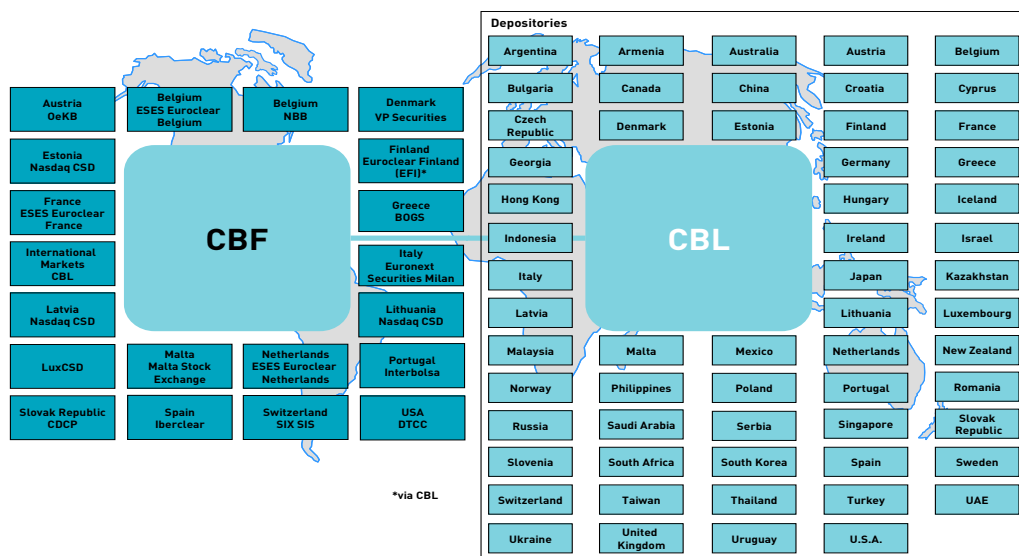 Depositories
Argentina
Armenia
Australia
Austria
Belgium
Bulgaria
Canada
China
Croatia
Cyprus
Czech
Republic
Denmark
Estonia
Finland
France
Georgia
Germany
Greece
Hong Kong
Hungary
Iceland
Indonesia
Ireland
Israel
Italy
Japan
Kazakhstan
Latvia
Lithuania
Luxembourg
Malaysia
Malta
Mexico
Netherlands
New Zealand
Norway
Philippines
Poland
Portugal
Romania
Russia
Saudi Arabia
Serbia
Singapore
Slovak
Republic
Slovenia
South Africa
South Korea
Spain
Sweden
Switzerland
Taiwan
Thailand
Turkey
UAE
Ukraine
United
Kingdom
Uruguay
U.S.A.
CBL
Austria
OeKB
Belgium
ESES Euroclear
Belgium
Belgium
NBB
Denmark
VP Securities
Estonia
Nasdaq CSD
Finland
Euroclear Finland
(EFI)*
France
ESES Euroclear
France
Greece
BOGS
CBF
International
Markets
CBL
Italy
Euronext
Securities Milan
Latvia
Nasdaq CSD
Lithuania
Nasdaq CSD
LuxCSD
Malta
Malta Stock
Exchange
Netherlands
ESES Euroclear
Netherlands
Portugal
Interbolsa
Slovak Republic
CDCP
Spain
Iberclear
Switzerland
SIX SIS
USA
DTCC
*via CBL